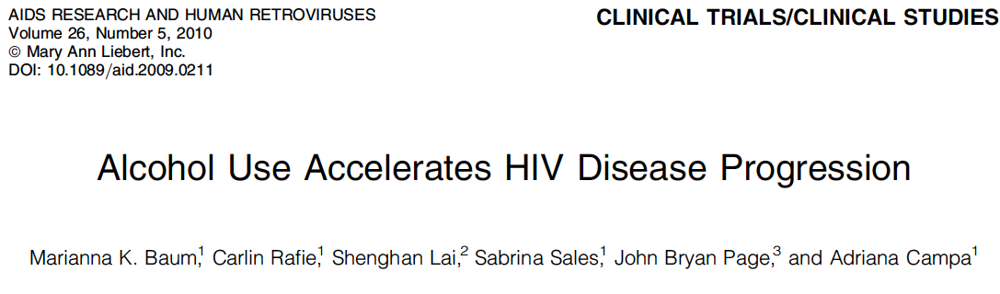 AIDS RESEARCH AND HUMAN RETROVIRUSES
Volume 26, Number 5, 2010
© Mary Ann Liebert, Inc.
DOI: 10.1089/aid.2009.0211
CLINICAL TRIALS/CLINICAL STUDIES
Alcohol Use Accelerates HIV Disease Progression
Marianna K. Baum,1 Carlin Rafie,1 Shenghan Lai,2 Sabrina Sales,1 John Bryan Page,3 and Adriana Campa1